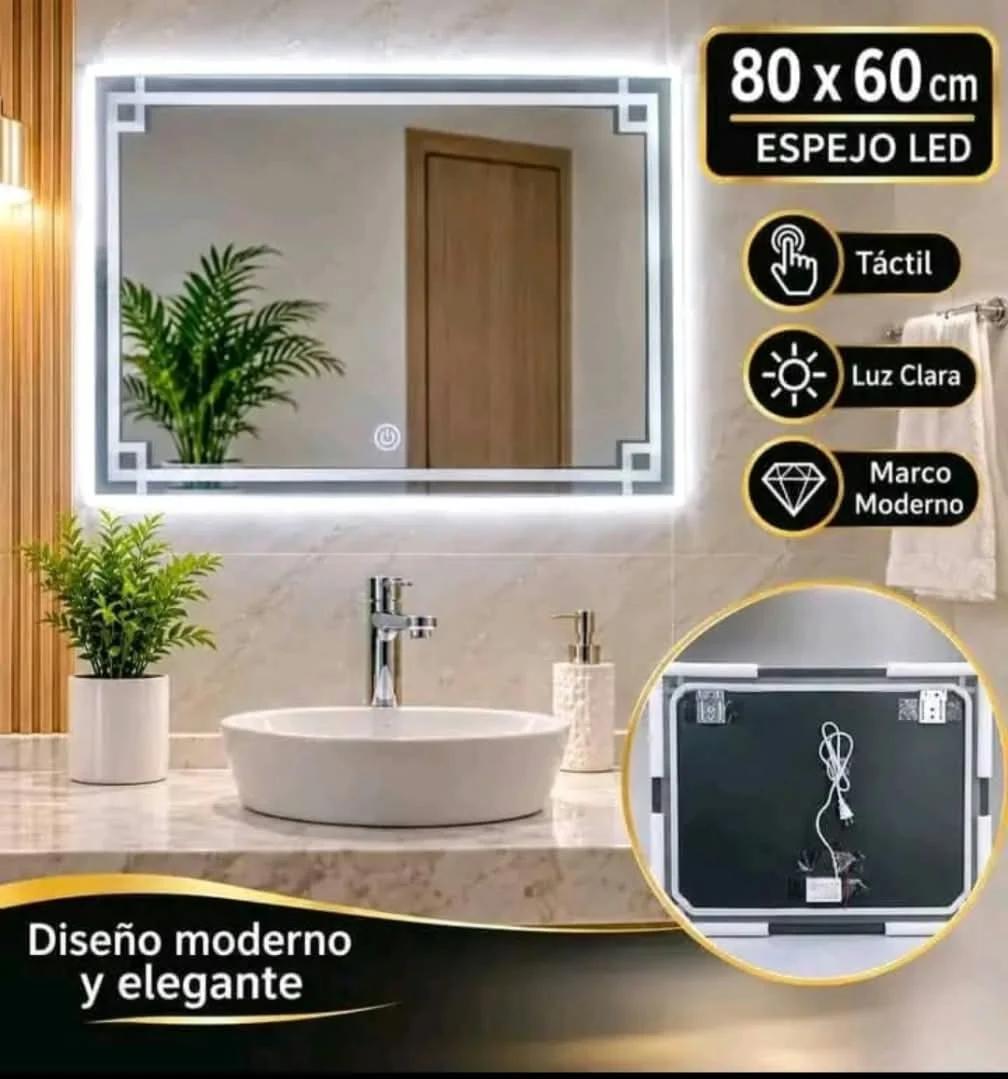 80 x 60 cm
ESPEJO LED
Táctil
Luz Clara
Marco
Moderno
Diseño moderno
y elegante